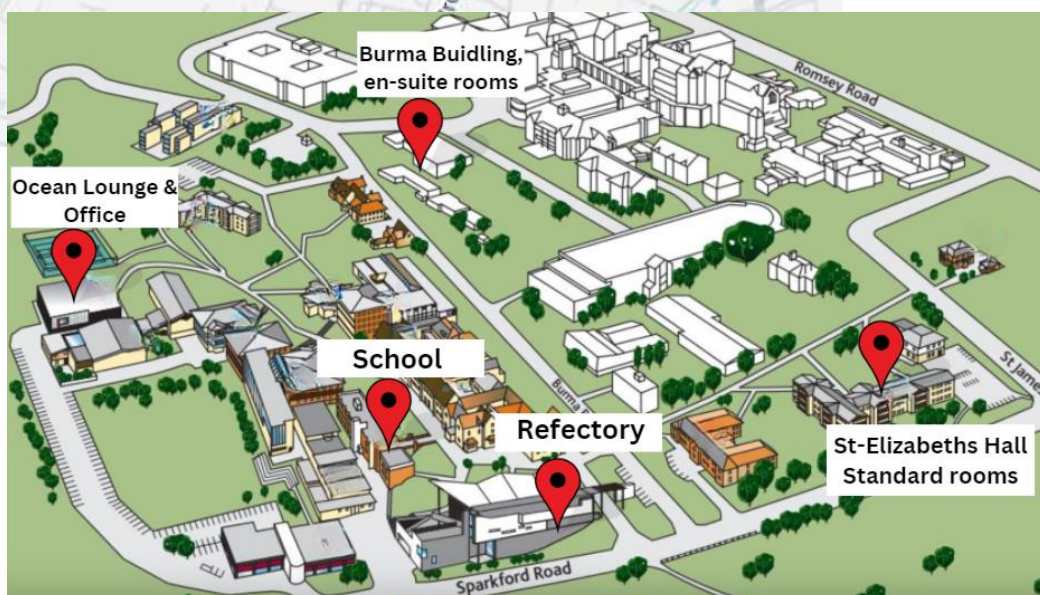 Burma Buidling,
en-suite rooms
Romsey Road
Ocean Lounge &
Office
School
St James
Burma
Refectory
St-Elizabeths Hall
Standard rooms
Sparkford Road